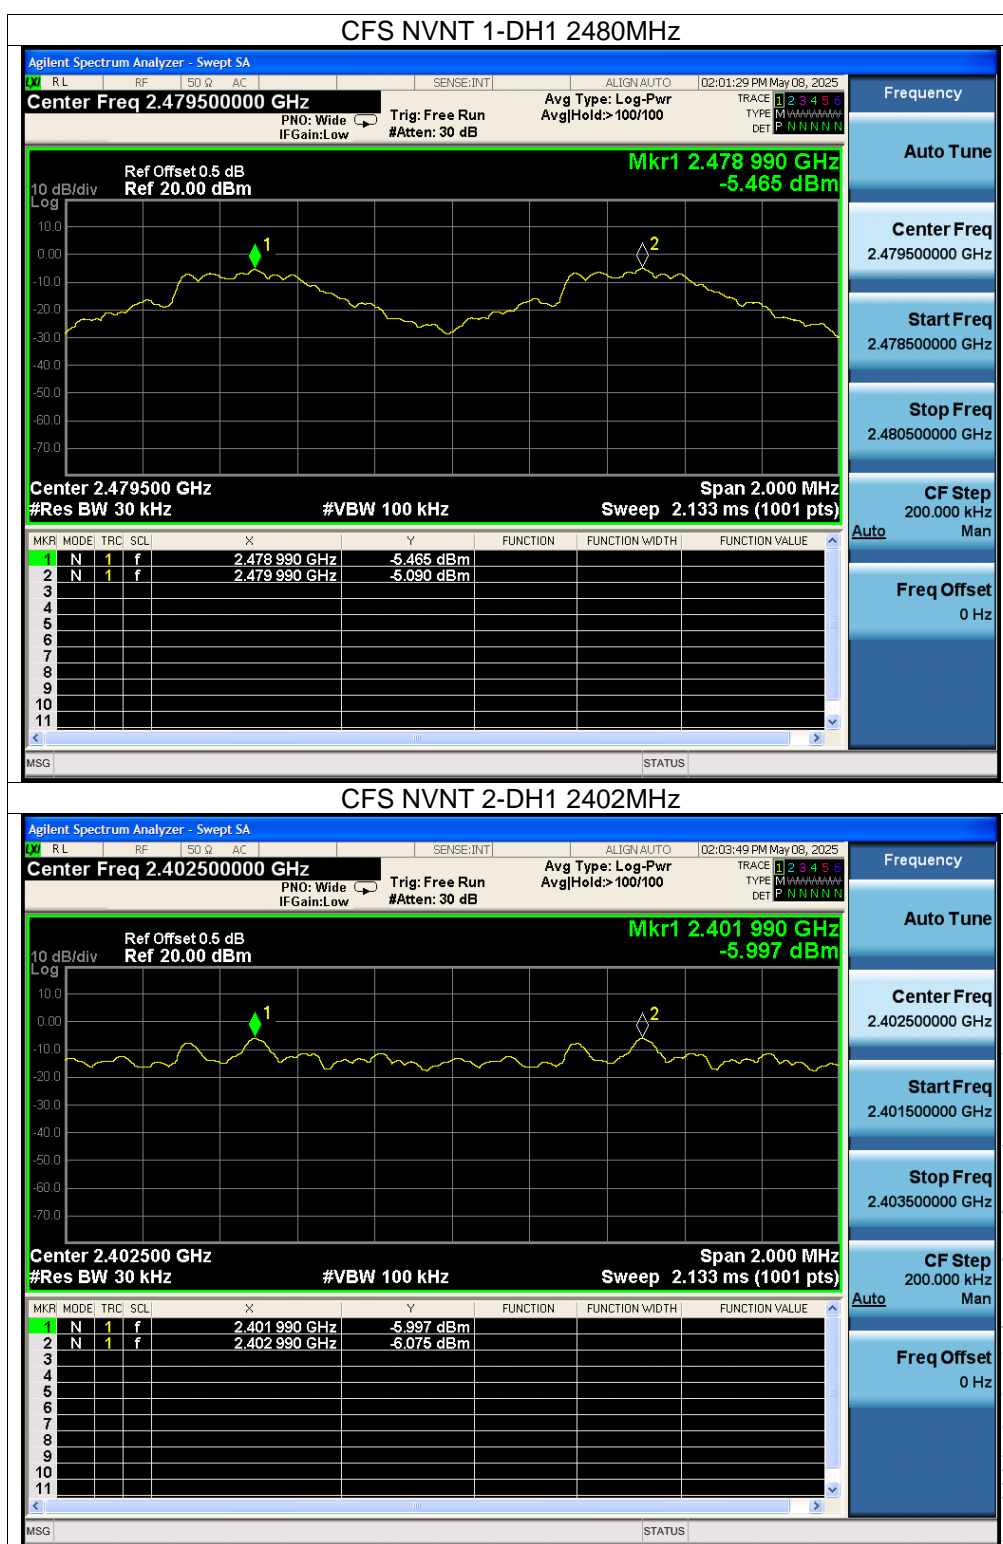 CFS NVNT 1-DH1 2480MHz
Agilent Spectrum Analyzer - Swept SA
LXI RL RF 50 Ω AC SENSE:INT ALIGN AUTO 02:01:29 PM May 08, 2025
Center Freq 2.479500000 GHz
PNO: Wide
IFGain:Low
Trig: Free Run
#Atten: 30 dB
Avg Type: Log-Pwr
Avg|Hold:>100/100
TRACE 1 2 3 4 5 6
TYPE M
DET P N N N N N
Mkr1 2.478 990 GHz
-5.465 dBm
Ref Offset 0.5 dB
10 dB/div Ref 20.00 dBm
Log
10.0
0.00
-10.0
-20.0
-30.0
-40.0
-50.0
-60.0
-70.0
1
2
Center 2.479500 GHz Span 2.000 MHz
#Res BW 30 kHz #VBW 100 kHz Sweep 2.133 ms (1001 pts)
MKR MODE TRC SCL X Y FUNCTION FUNCTION WIDTH FUNCTION VALUE
1 N 1 f 2.478 990 GHz -5.465 dBm
2 N 1 f 2.479 990 GHz -5.090 dBm
3
4
5
6
7
8
9
10
11
MSG STATUS
Frequency
Auto Tune
Center Freq
2.479500000 GHz
Start Freq
2.478500000 GHz
Stop Freq
2.480500000 GHz
CF Step
200.000 kHz
Auto Man
Freq Offset
0 Hz
CFS NVNT 2-DH1 2402MHz
Agilent Spectrum Analyzer - Swept SA
LXI RL RF 50 Ω AC SENSE:INT ALIGN AUTO 02:03:49 PM May 08, 2025
Center Freq 2.402500000 GHz
PNO: Wide
IFGain:Low
Trig: Free Run
#Atten: 30 dB
Avg Type: Log-Pwr
Avg|Hold:>100/100
TRACE 1 2 3 4 5 6
TYPE M
DET P N N N N N
Mkr1 2.401 990 GHz
-5.997 dBm
Ref Offset 0.5 dB
10 dB/div Ref 20.00 dBm
Log
10.0
0.00
-10.0
-20.0
-30.0
-40.0
-50.0
-60.0
-70.0
1
2
Center 2.402500 GHz Span 2.000 MHz
#Res BW 30 kHz #VBW 100 kHz Sweep 2.133 ms (1001 pts)
MKR MODE TRC SCL X Y FUNCTION FUNCTION WIDTH FUNCTION VALUE
1 N 1 f 2.401 990 GHz -5.997 dBm
2 N 1 f 2.402 990 GHz -6.075 dBm
3
4
5
6
7
8
9
10
11
MSG STATUS
Frequency
Auto Tune
Center Freq
2.402500000 GHz
Start Freq
2.401500000 GHz
Stop Freq
2.403500000 GHz
CF Step
200.000 kHz
Auto Man
Freq Offset
0 Hz